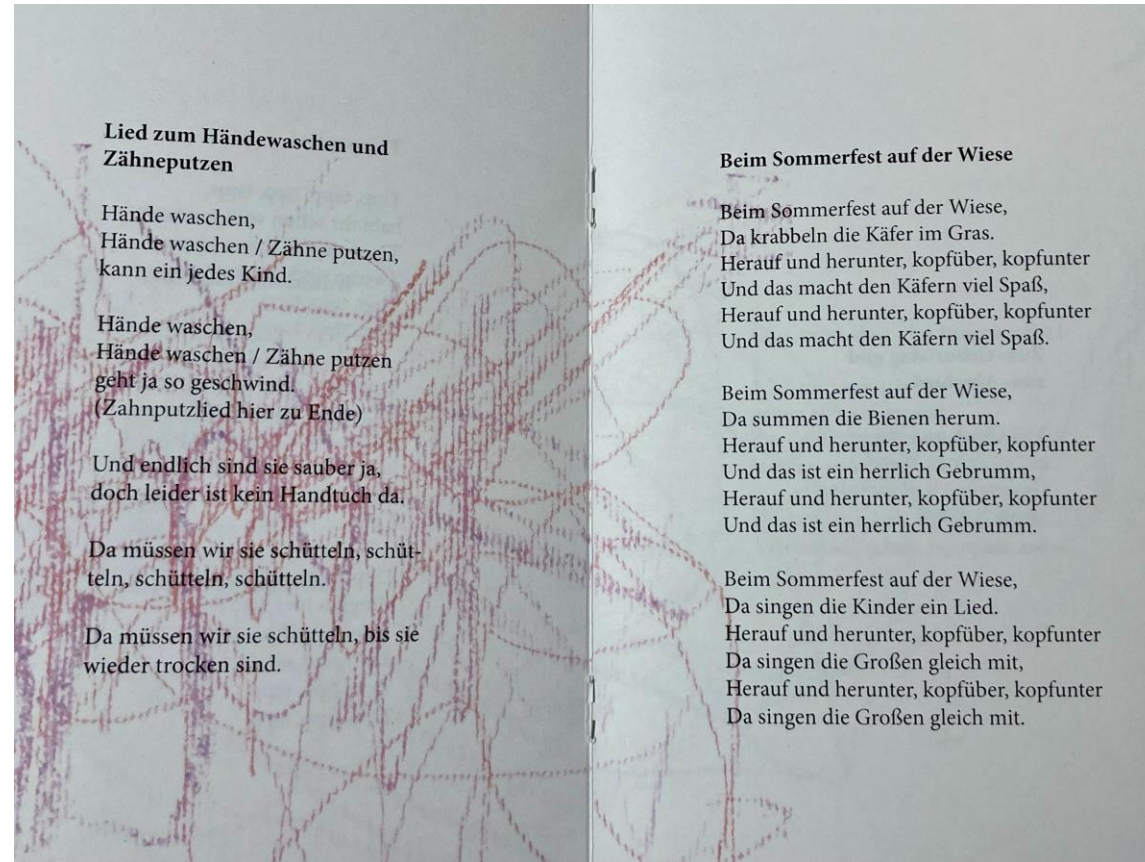 Lied zum Händewaschen und
Zähneputzen
Hände waschen,
Hände waschen / Zähne putzen,
kann ein jedes Kind.
Hände waschen,
Hände waschen / Zähne putzen
geht ja so geschwind.
(Zahnputzlied hier zu Ende)
Und endlich sind sie sauber ja,
doch leider ist kein Handtuch da.
Da müssen wir sie schütteln, schüt-
teln, schütteln, schütteln.
Da müssen wir sie schütteln, bis sie
wieder trocken sind.
Beim Sommerfest auf der Wiese
Beim Sommerfest auf der Wiese,
Da krabbeln die Käfer im Gras.
Herauf und herunter, kopfüber, kopfunter
Und das macht den Käfern viel Spaß,
Herauf und herunter, kopfüber, kopfunter
Und das macht den Käfern viel Spaß.
Beim Sommerfest auf der Wiese,
Da summen die Bienen herum.
Herauf und herunter, kopfüber, kopfunter
Und das ist ein herrlich Gebrumm,
Herauf und herunter, kopfüber, kopfunter
Und das ist ein herrlich Gebrumm.
Beim Sommerfest auf der Wiese,
Da singen die Kinder ein Lied.
Herauf und herunter, kopfüber, kopfunter
Da singen die Großen gleich mit,
Herauf und herunter, kopfüber, kopfunter
Da singen die Großen gleich mit.